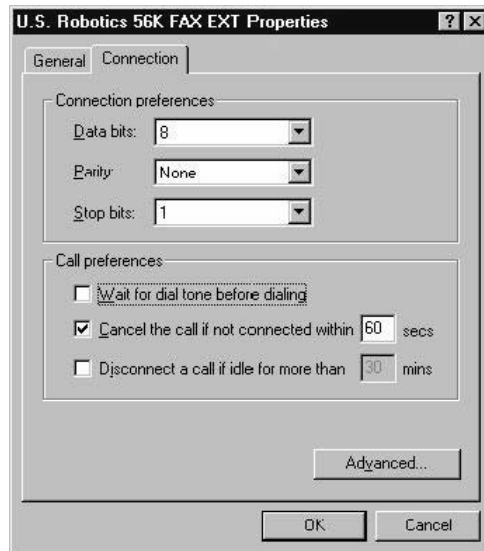 U.S. Robotics 56K FAX EXT Properties ? X
General Connection
Connection preferences
Data bits: 8
Parity: None
Stop bits: 1
Call preferences
Wait for dial tone before dialing
Cancel the call if not connected within 60 secs
Disconnect a call if idle for more than 30 mins
Advanced...
OK Cancel